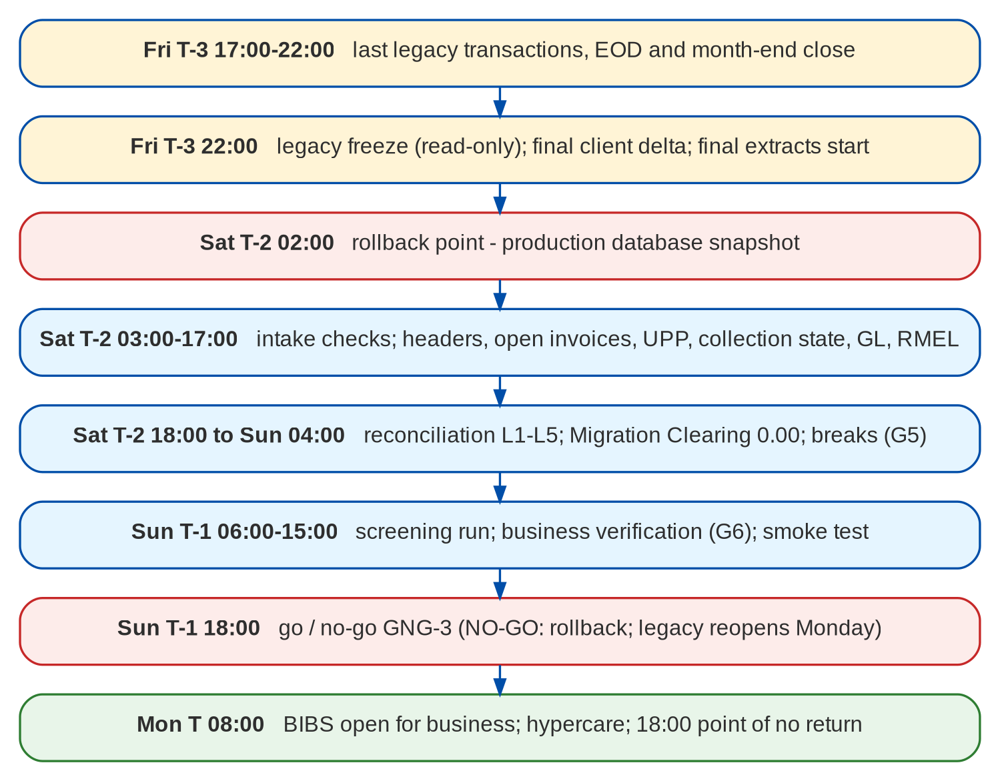 Fri T-3 17:00-22:00 last legacy transactions, EOD and month-end close
Fri T-3 22:00 legacy freeze (read-only); final client delta; final extracts start
Sat T-2 02:00 rollback point - production database snapshot
Sat T-2 03:00-17:00 intake checks; headers, open invoices, UPP, collection state, GL, RMEL
Sat T-2 18:00 to Sun 04:00 reconciliation L1-L5; Migration Clearing 0.00; breaks (G5)
Sun T-1 06:00-15:00 screening run; business verification (G6); smoke test
Sun T-1 18:00 go / no-go GNG-3 (NO-GO: rollback; legacy reopens Monday)
Mon T 08:00 BIBS open for business; hypercare; 18:00 point of no return